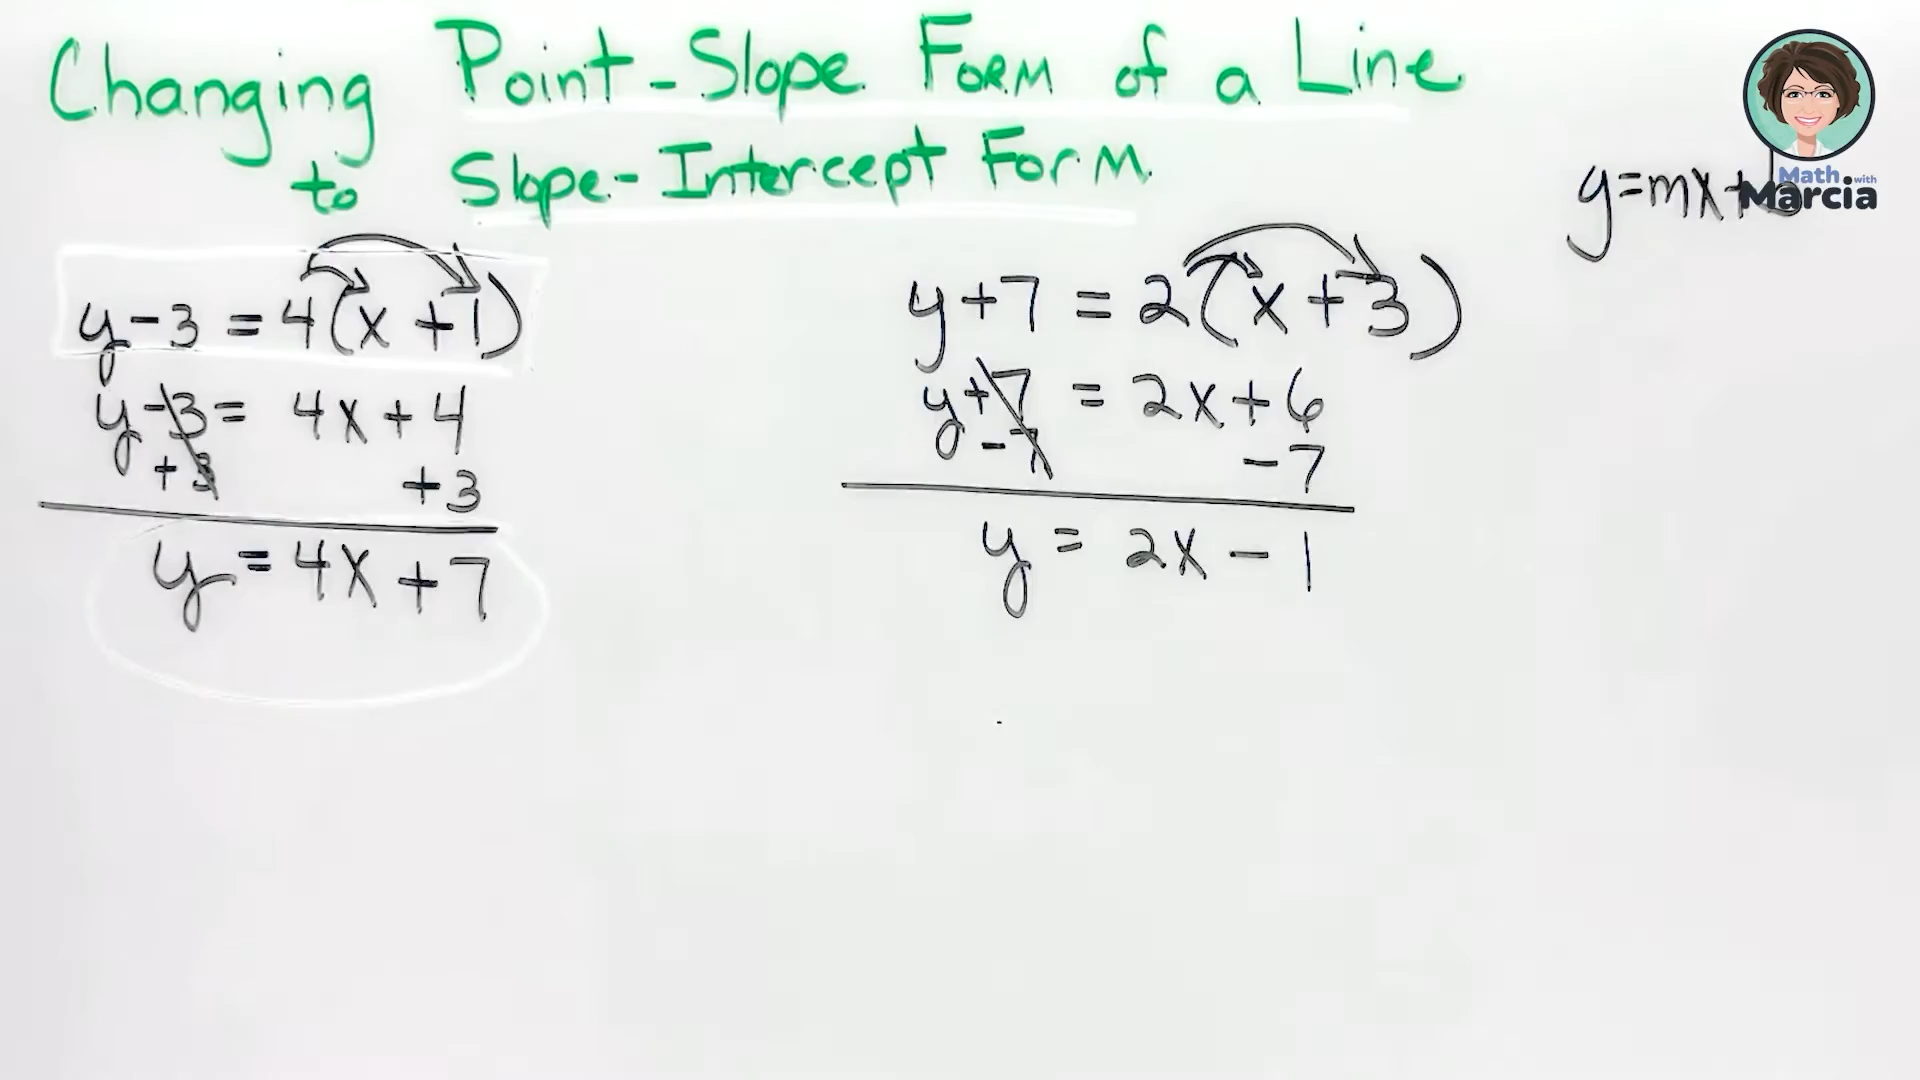 Changing Point-Slope Form of a Line
to Slope-Intercept Form
Math with
Marcia
y=mx+b
y-3 = 4(x+1)
y-3 = 4x+4
+3 +3
y = 4x+7
y+7 = 2(x+3)
y+7 = 2x+6
-7 -7
y = 2x-1